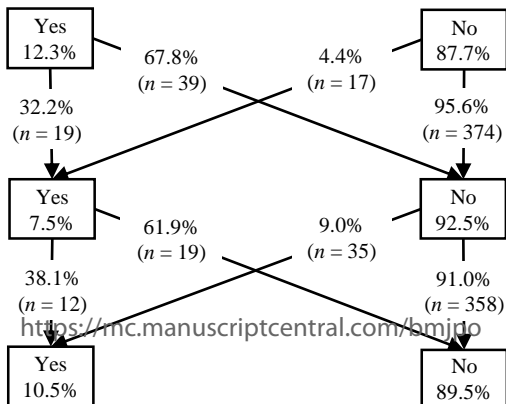 Yes
12.3%
No
87.7%
67.8%
(n = 39)
4.4%
(n = 17)
32.2%
(n = 19)
95.6%
(n = 374)
Yes
7.5%
No
92.5%
61.9%
(n = 19)
9.0%
(n = 35)
38.1%
(n = 12)
91.0%
(n = 358)
https://mc.manuscriptcentral.com/bmjpo
Yes
10.5%
No
89.5%